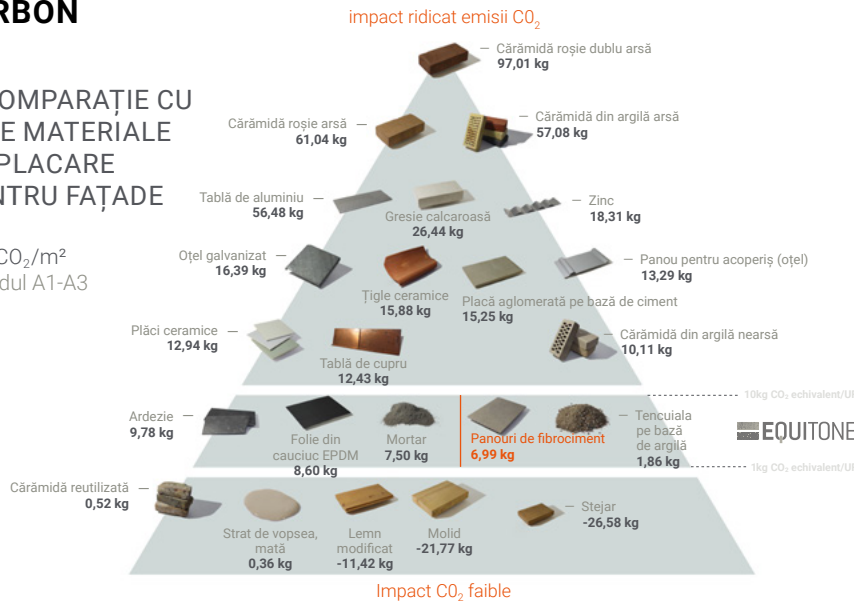 RBON
impact ridicat emisii C0₂
OMPARAȚIE CU
E MATERIALE
PLACARE
NTRU FAȚADE
CO₂/m²
dul A1-A3
Cărămidă roșie dublu arsă
97,01 kg
Cărămidă roșie arsă
61,04 kg
Cărămidă din argilă arsă
57,08 kg
Tablă de aluminiu
56,48 kg
Gresie calcaroasă
26,44 kg
Zinc
18,31 kg
Oțel galvanizat
16,39 kg
Țigle ceramice
15,88 kg
Placă aglomerată pe bază de ciment
15,25 kg
Panou pentru acoperiș (oțel)
13,29 kg
Plăci ceramice
12,94 kg
Tablă de cupru
12,43 kg
Cărămidă din argilă nearsă
10,11 kg
10kg CO₂ echivalent/U
Ardezie
9,78 kg
Folie din
cauciuc EPDM
8,60 kg
Mortar
7,50 kg
Panouri de fibrociment
6,99 kg
Tencuiala
pe bază
de argilă
1,86 kg
EQUITONE
1kg CO₂ echivalent/U
Cărămidă reutilizată
0,52 kg
Strat de vopsea,
mată
0,36 kg
Lemn
modificat
-11,42 kg
Molid
-21,77 kg
Stejar
-26,58 kg
Impact C0₂ faible